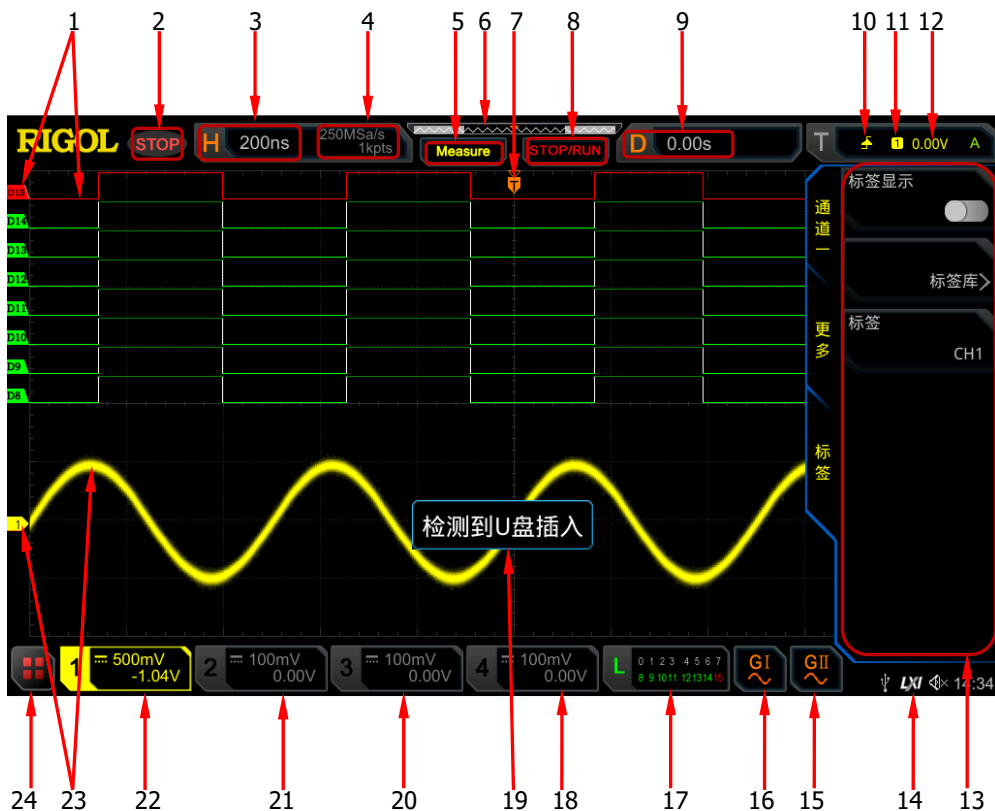 1 2 3 4 5 6 7 8 9 10 11 12
RIGOL STOP H 200ns 250MSa/s 1kpts Measure STOP/RUN D 0.00s T 1 0.00V A
T
D15
D14
D13
D12
D11
D10
D9
D8
1
检测到U盘插入
通道一
更多
标签
标签显示
标签库>
标签
CH1
1 500mV -1.04V
2 100mV 0.00V
3 100mV 0.00V
4 100mV 0.00V
L 0 1 2 3 4 5 6 7
8 9 10 11 12 13 14 15
GI
GII
LXI 14:34
24 23 22 21 20 19 18 17 16 15 14 13